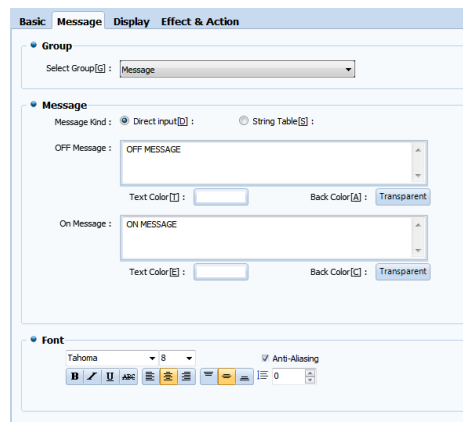 Basic Message Display Effect & Action
Group
Select Group[G] : Message
Message
Message Kind : Direct input[D] : String Table[S] :
OFF Message : OFF MESSAGE
Text Color[T] : Back Color[A] : Transparent
On Message : ON MESSAGE
Text Color[E] : Back Color[C] : Transparent
Font
Tahoma 8 Anti-Aliasing
B I U ABC 0